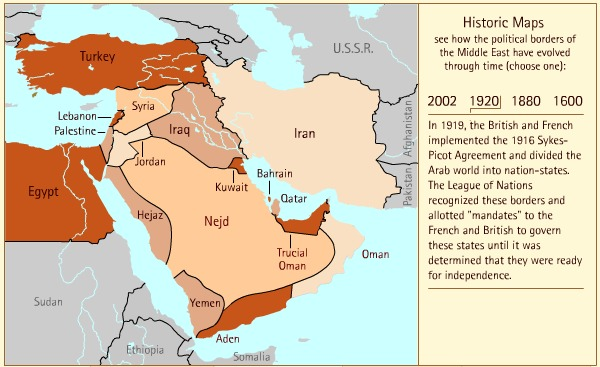 Turkey
U.S.S.R.
Syria
Lebanon
Palestine
Iraq
Iran
Afghanistan
Jordan
Pakistan
Egypt
Kuwait
Bahrain
Qatar
Hejaz
Nejd
Trucial
Oman
Oman
Sudan
Yemen
Aden
Ethiopia
Somalia
Historic Maps
see how the political borders of
the Middle East have evolved
through time (choose one):
2002 1920 1880 1600
In 1919, the British and French
implemented the 1916 Sykes-
Picot Agreement and divided the
Arab world into nation-states.
The League of Nations
recognized these borders and
allotted "mandates" to the
French and British to govern
these states until it was
determined that they were ready
for independence.